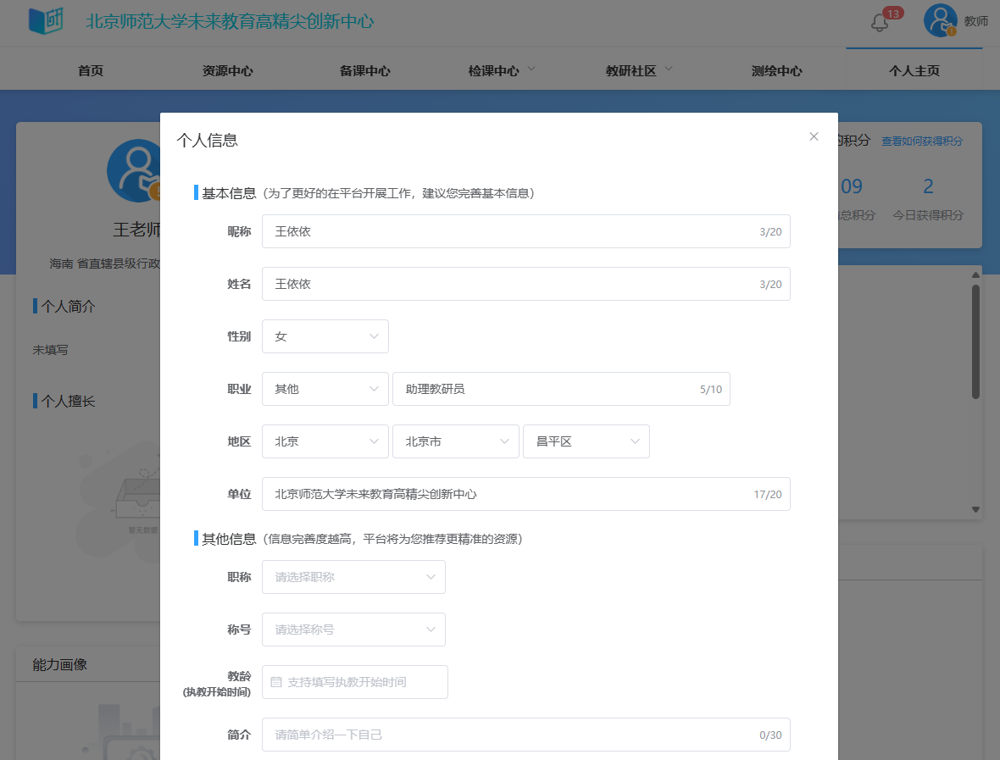 北京师范大学未来教育高精尖创新中心
13
教师
首页 资源中心 备课中心 检课中心 教研社区 测绘中心 个人主页
个人信息
的积分 查看如何获得积分
09 2
总积分 今日获得积分
王老师
海南 省直辖县级行政
个人简介
未填写
个人擅长
暂无数据
能力画像
基本信息（为了更好的在平台开展工作，建议您完善基本信息）
昵称 王依依 3/20
姓名 王依依 3/20
性别 女
职业 其他 助理教研员 5/10
地区 北京 北京市 昌平区
单位 北京师范大学未来教育高精尖创新中心 17/20
其他信息（信息完善度越高，平台将为您推荐更精准的资源）
职称 请选择职称
称号 请选择称号
教龄
(执教开始时间) 支持填写执教开始时间
简介 请简单介绍一下自己 0/30